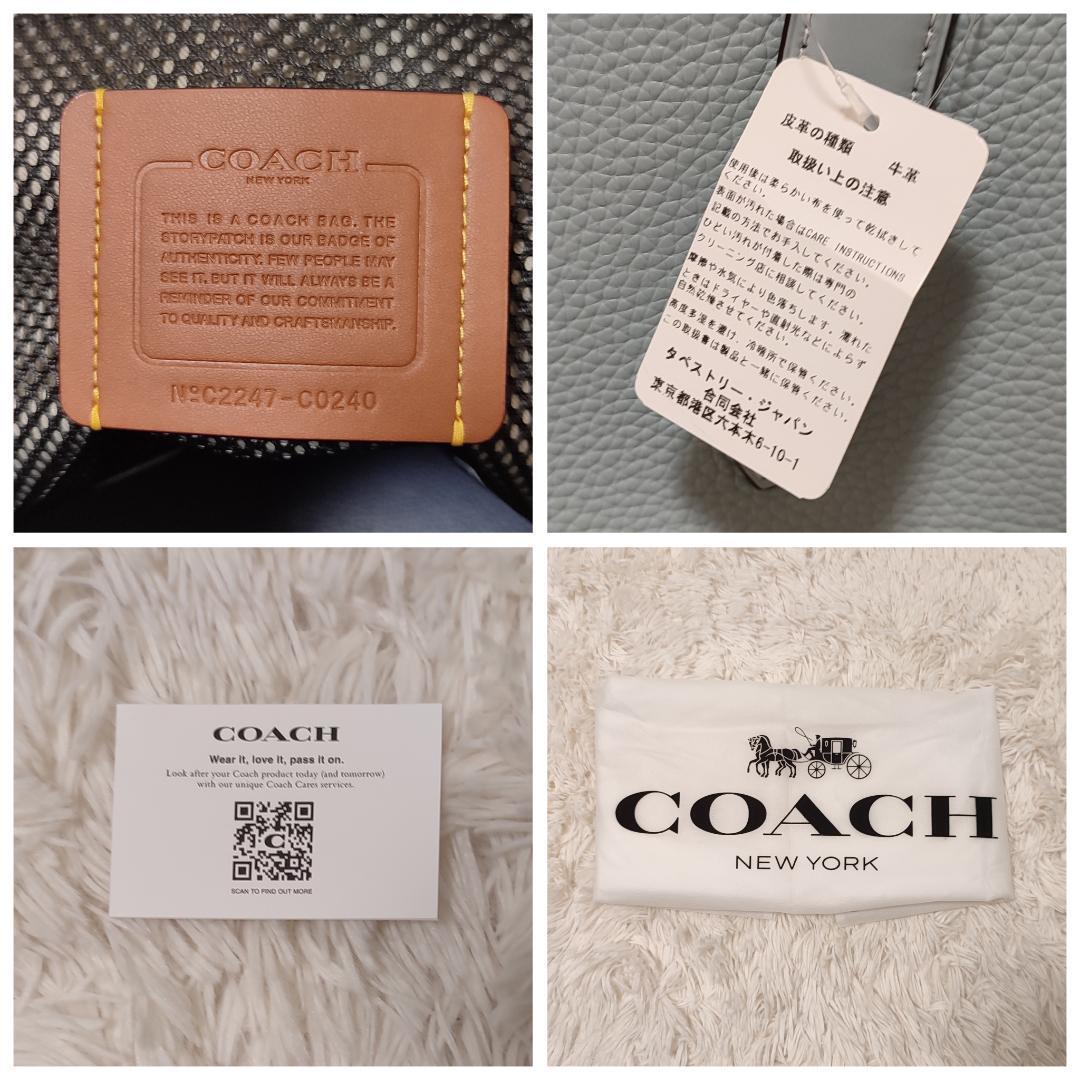 COACH
NEW YORK
THIS IS A COACH BAG. THE
STORYPATCH IS OUR BADGE OF
AUTHENTICITY. FEW PEOPLE MAY
SEE IT. BUT IT WILL ALWAYS BE A
REMINDER OF OUR COMMITMENT
TO QUALITY AND CRAFTSMANSHIP.
Nº C2247-C0240
皮革の種類 牛革
取扱い上の注意
使用後は柔らかい布を使って乾拭きして
ください。
表面が汚れた場合はCARE INSTRUCTIONS
記載の方法でお手入してください。
ひどい汚れが付着した際は専門の
クリーニング店に相談してください。
摩擦や水気により色落ちします。濡れた
ときはドライヤーや直射光などによらず
自然乾燥させてください。
高度多湿を避け、冷暗所で保管ください。
この取扱書は製品と一緒に保管ください。
タペストリー・ジャパン
合同会社
東京都港区六本木6-10-1
COACH
Wear it, love it, pass it on.
Look after your Coach product today (and tomorrow)
with our unique Coach Cares services.
C
SCAN TO FIND OUT MORE
COACH
NEW YORK